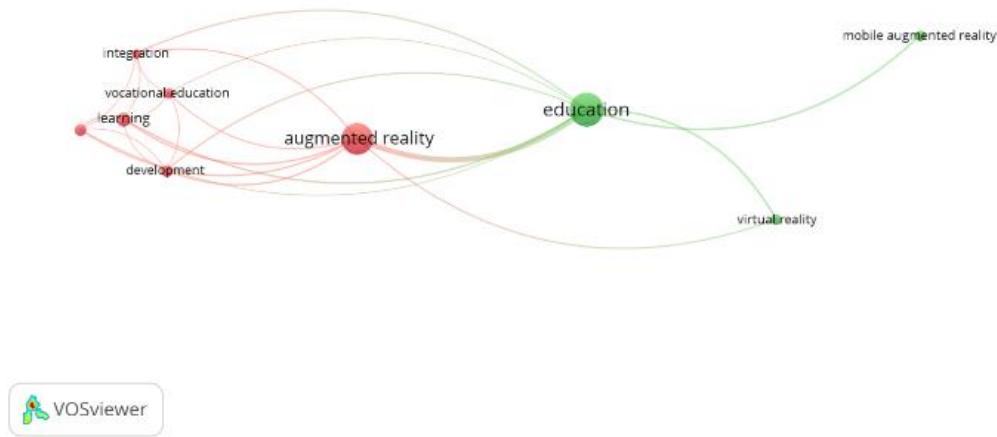 mobile augmented reality
integration
vocational education
education
learning
augmented reality
development
virtual reality
VOSviewer